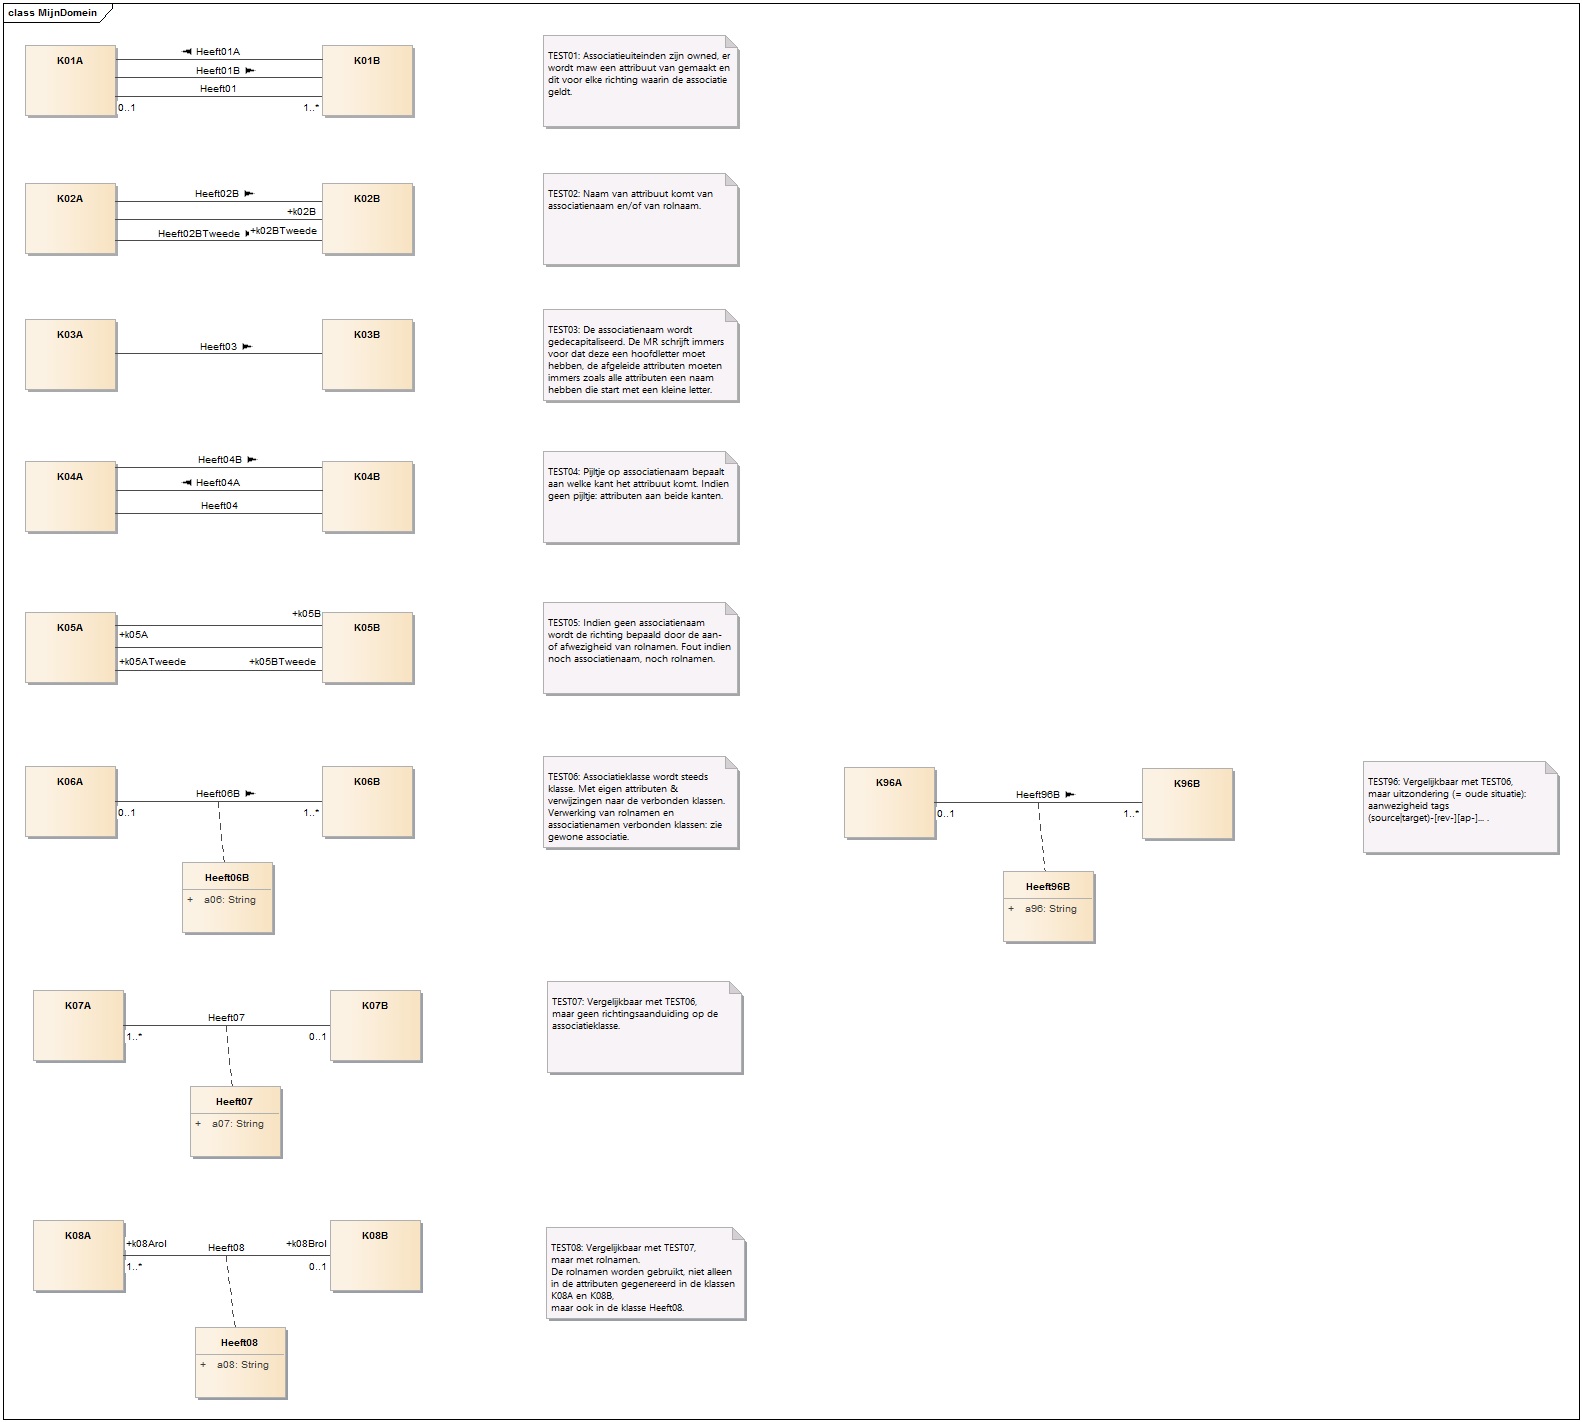 class MijnDomein
K01A
Heeft01A
Heeft01B
Heeft01
0..1
1..*
K01B
TEST01: Associatieuiteinden zijn owned, er
wordt maw een attribuut van gemaakt en
dit voor elke richting waarin de associatie
geldt.
K02A
Heeft02B
+k02B
Heeft02BTweede
+k02BTweede
K02B
TEST02: Naam van attribuut komt van
associatienaam en/of van rolnaam.
K03A
Heeft03
K03B
TEST03: De associatienaam wordt
gedecapitaliseerd. De MR schrijft immers
voor dat deze een hoofdletter moet
hebben, de afgeleide attributen moeten
immers zoals alle attributen een naam
hebben die start met een kleine letter.
K04A
Heeft04B
Heeft04A
Heeft04
K04B
TEST04: Pijltje op associatienaam bepaalt
aan welke kant het attribuut komt. Indien
geen pijltje: attributen aan beide kanten.
K05A
+k05B
+k05A
+k05ATweede
+k05BTweede
K05B
TEST05: Indien geen associatienaam
wordt de richting bepaald door de aan-
of afwezigheid van rolnamen. Fout indien
noch associatienaam, noch rolnamen.
K06A
Heeft06B
0..1
1..*
K06B
Heeft06B
+ a06: String
TEST06: Associatieklasse wordt steeds
klasse. Met eigen attributen &
verwijzingen naar de verbonden klassen.
Verwerking van rolnamen en
associatienamen verbonden klassen: zie
gewone associatie.
K96A
Heeft96B
0..1
1..*
K96B
Heeft96B
+ a96: String
TEST96: Vergelijkbaar met TEST06,
maar uitzondering (= oude situatie):
aanwezigheid tags
(source|target)-[rev-][ap-]... .
K07A
Heeft07
1..*
0..1
K07B
Heeft07
+ a07: String
TEST07: Vergelijkbaar met TEST06,
maar geen richtingsaanduiding op de
associatieklasse.
K08A
+k08Arol
Heeft08
+k08Brol
1..*
0..1
K08B
Heeft08
+ a08: String
TEST08: Vergelijkbaar met TEST07,
maar met rolnamen.
De rolnamen worden gebruikt, niet alleen
in de attributen gegenereerd in de klassen
K08A en K08B,
maar ook in de klasse Heeft08.